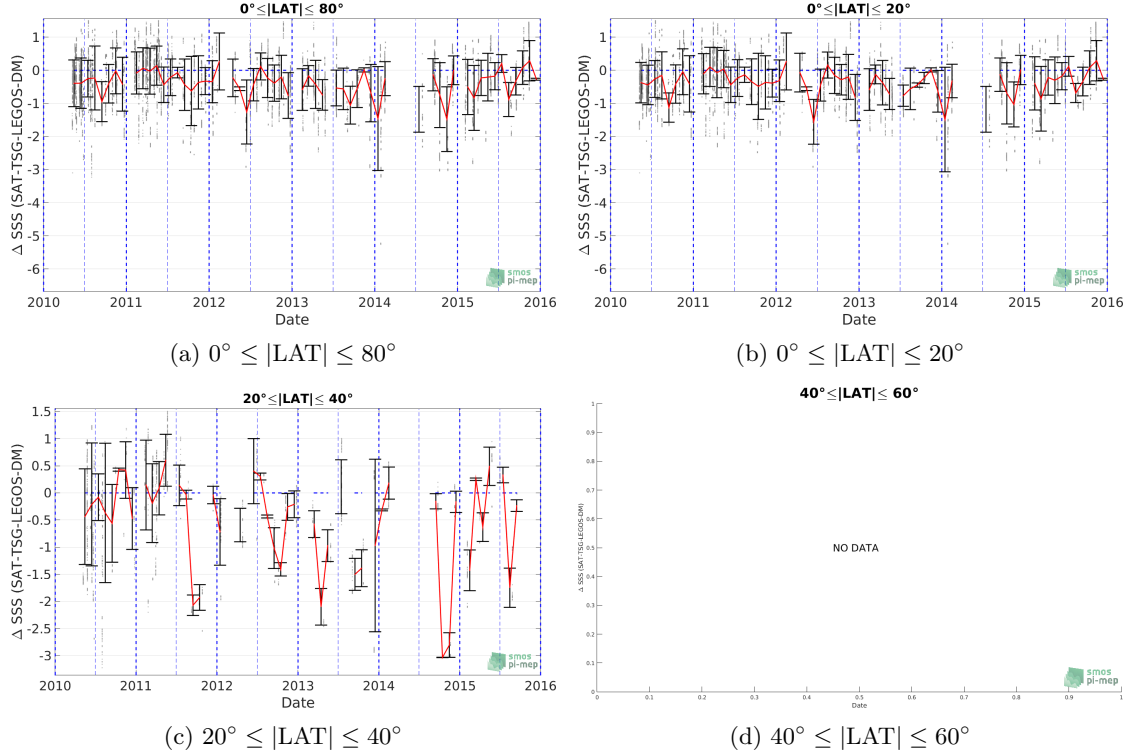 0°≤|LAT|≤ 80°
1
0
-1
-2
-3
-4
-5
-6
Δ SSS (SAT-TSG-LEGOS-DM)
2010 2011 2012 2013 2014 2015 2016
Date
smos
pi-mep
(a) 0° ≤ |LAT| ≤ 80°
0°≤|LAT|≤ 20°
1
0
-1
-2
-3
-4
-5
-6
Δ SSS (SAT-TSG-LEGOS-DM)
2010 2011 2012 2013 2014 2015 2016
Date
smos
pi-mep
(b) 0° ≤ |LAT| ≤ 20°
20°≤|LAT|≤ 40°
1.5
1
0.5
0
-0.5
-1
-1.5
-2
-2.5
-3
Δ SSS (SAT-TSG-LEGOS-DM)
2010 2011 2012 2013 2014 2015 2016
Date
smos
pi-mep
(c) 20° ≤ |LAT| ≤ 40°
40°≤|LAT|≤ 60°
1
0.9
0.8
0.7
0.6
0.5
0.4
0.3
0.2
0.1
0
Δ SSS (SAT-TSG-LEGOS-DM)
NO DATA
0 0.1 0.2 0.3 0.4 0.5 0.6 0.7 0.8 0.9 1
Date
smos
pi-mep
(d) 40° ≤ |LAT| ≤ 60°